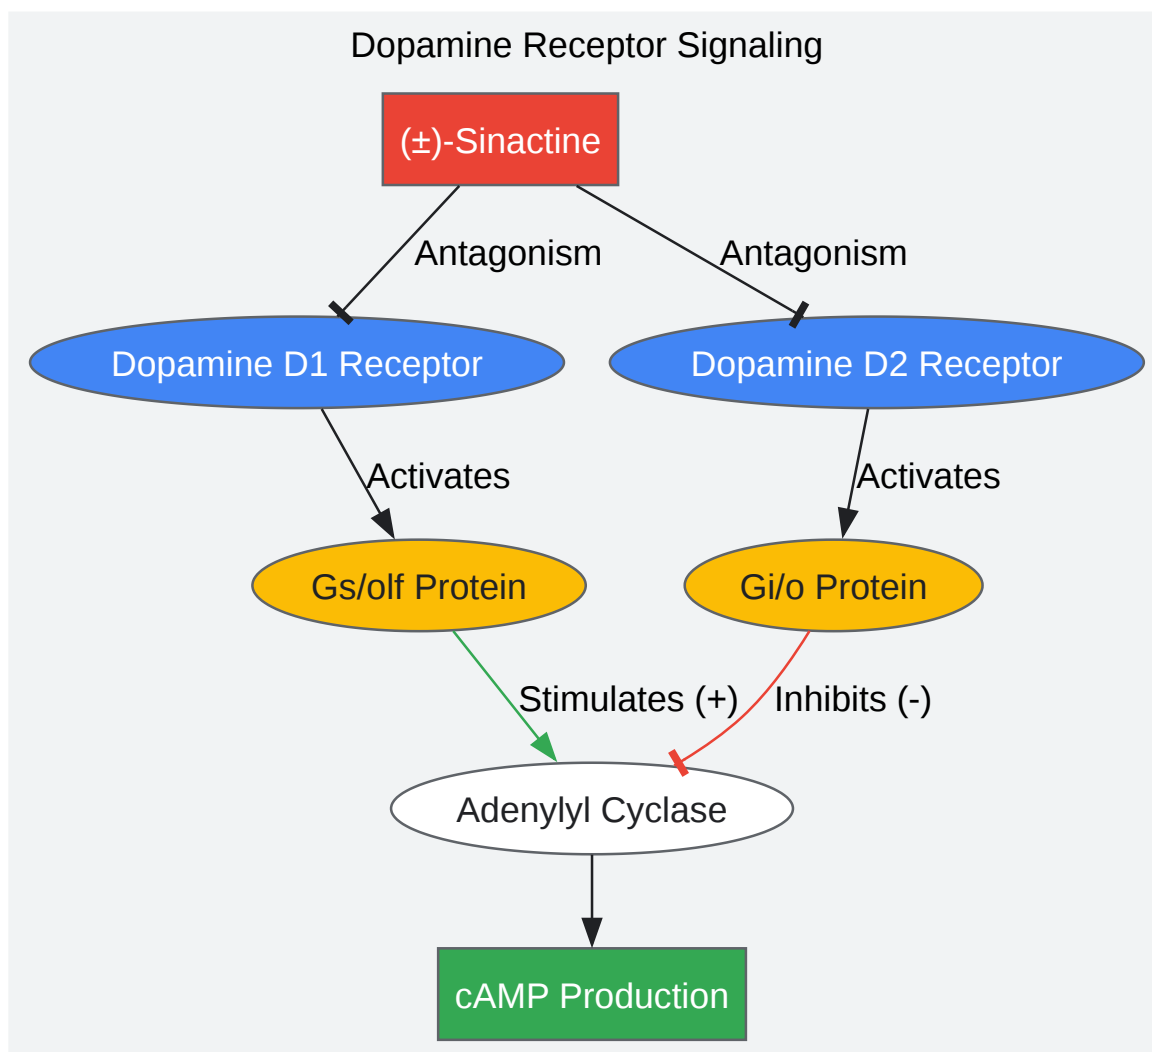 Dopamine Receptor Signaling
(±)-Sinactine
Antagonism
Antagonism
Dopamine D1 Receptor
Dopamine D2 Receptor
Activates
Activates
Gs/olf Protein
Gi/o Protein
Stimulates (+)
Inhibits (-)
Adenylyl Cyclase
cAMP Production